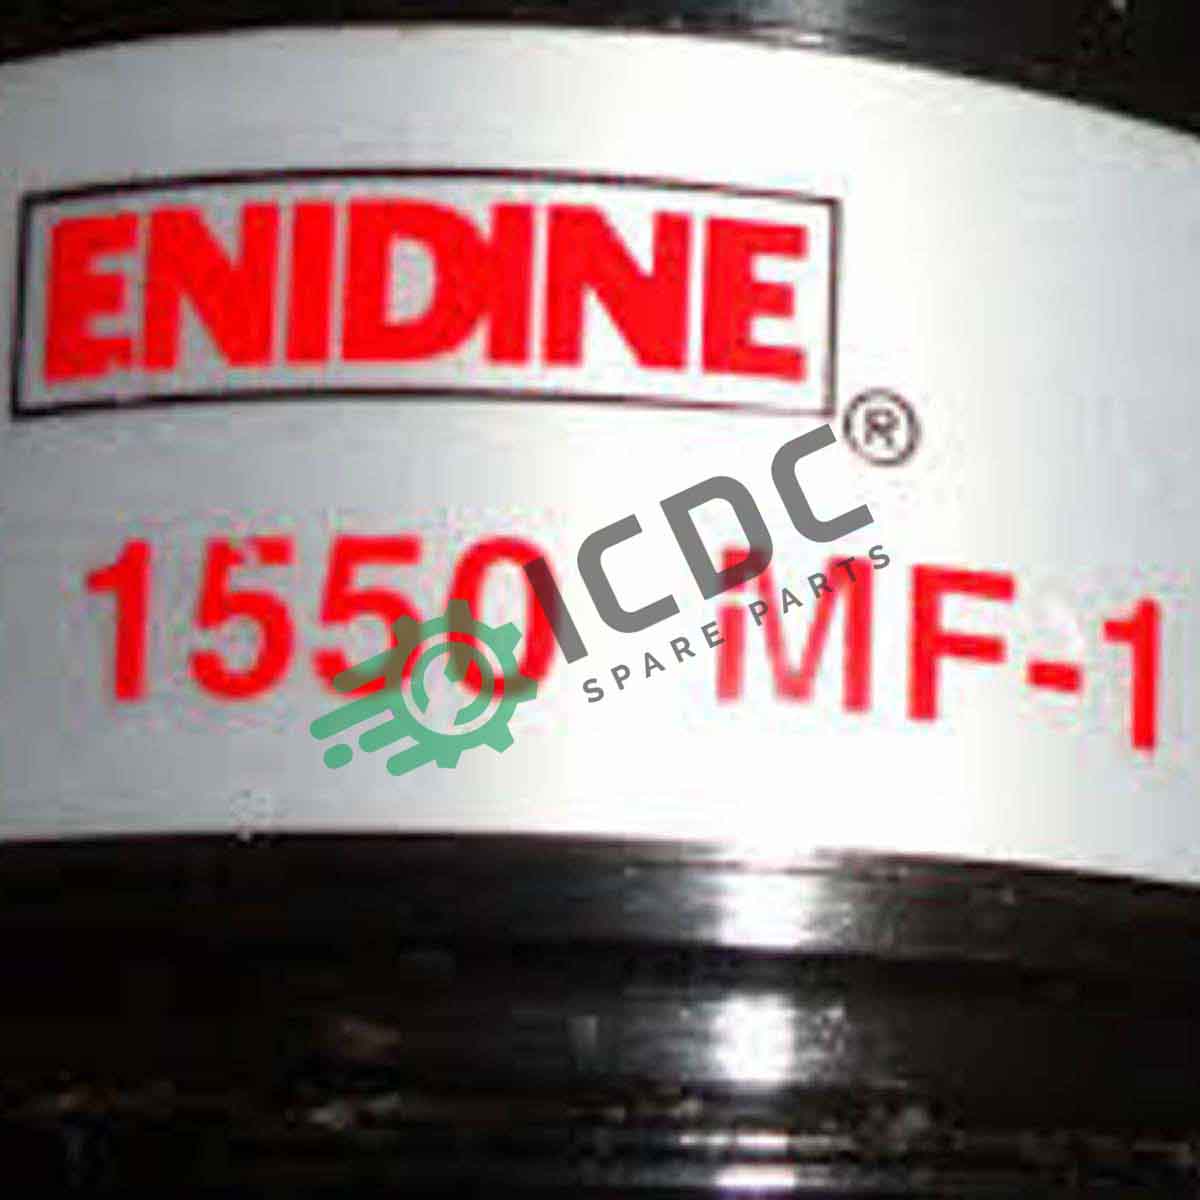 ENIDINE
®
1550 MF-1
ICDC
SPARE PARTS